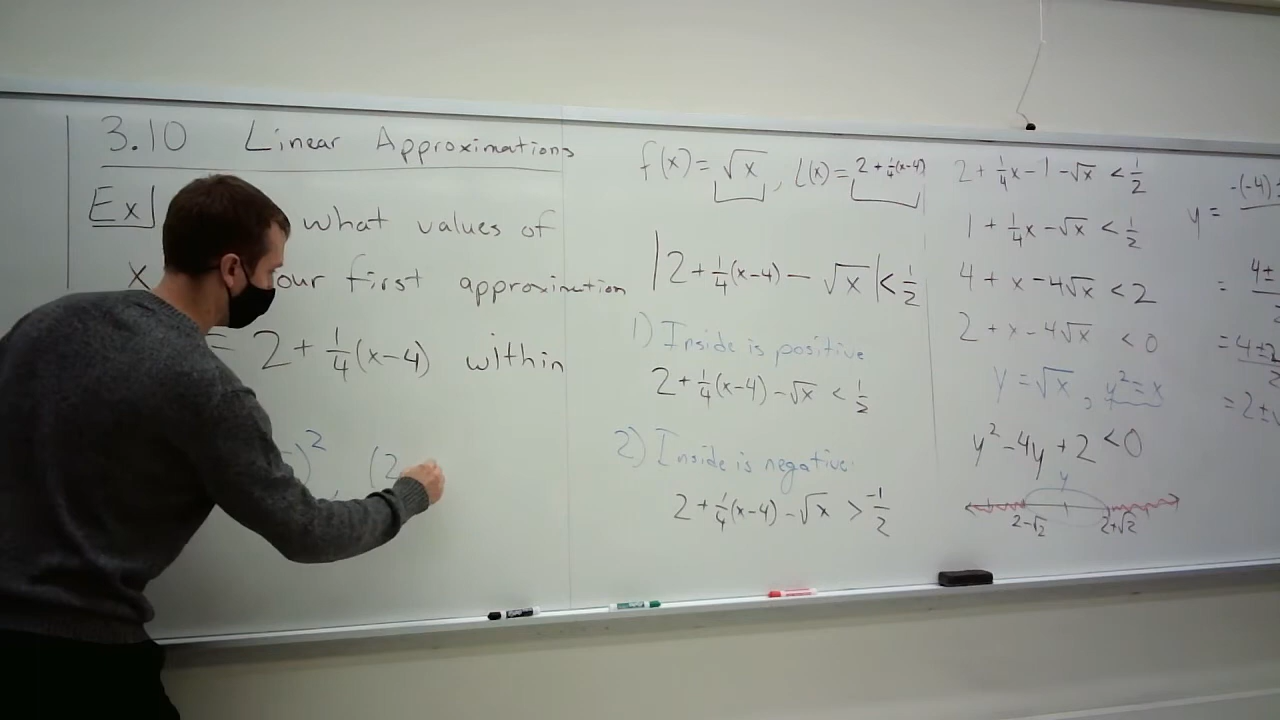 3.10 Linear Approximations
Ex] what values of
x our first approximation
= 2 + 1/4(x-4) within
)² (2
f(x) = √x, L(x) = 2 + 1/4(x-4)
|2 + 1/4(x-4) - √x| < 1/2
1) Inside is positive
2 + 1/4(x-4) - √x < 1/2
2) Inside is negative:
2 + 1/4(x-4) - √x > -1/2
2 + 1/4x - 1 - √x < 1/2
1 + 1/4x - √x < 1/2
4 + x - 4√x < 2
2 + x - 4√x < 0
y = √x, y² = x
y² - 4y + 2 < 0
y
2-√2 2+√2
y = -(-4) ±
= 4 ±
= 4 ± 2
= 2 ± √